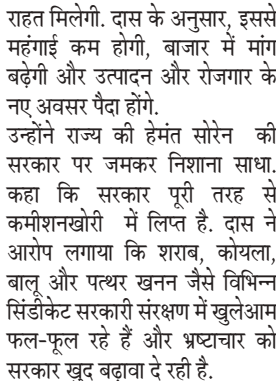 राहत मिलेगी. दास के अनुसार, इससे
महंगाई कम होगी, बाजार में मांग
बढ़ेगी और उत्पादन और रोजगार के
नए अवसर पैदा होंगे.
उन्होंने राज्य की हेमंत सोरेन की
सरकार पर जमकर निशाना साधा.
कहा कि सरकार पूरी तरह से
कमीशनखोरी में लिप्त है. दास ने
आरोप लगाया कि शराब, कोयला,
बालू और पत्थर खनन जैसे विभिन्न
सिंडीकेट सरकारी संरक्षण में खुलेआम
फल-फूल रहे हैं और भ्रष्टाचार को
सरकार खुद बढ़ावा दे रही है.